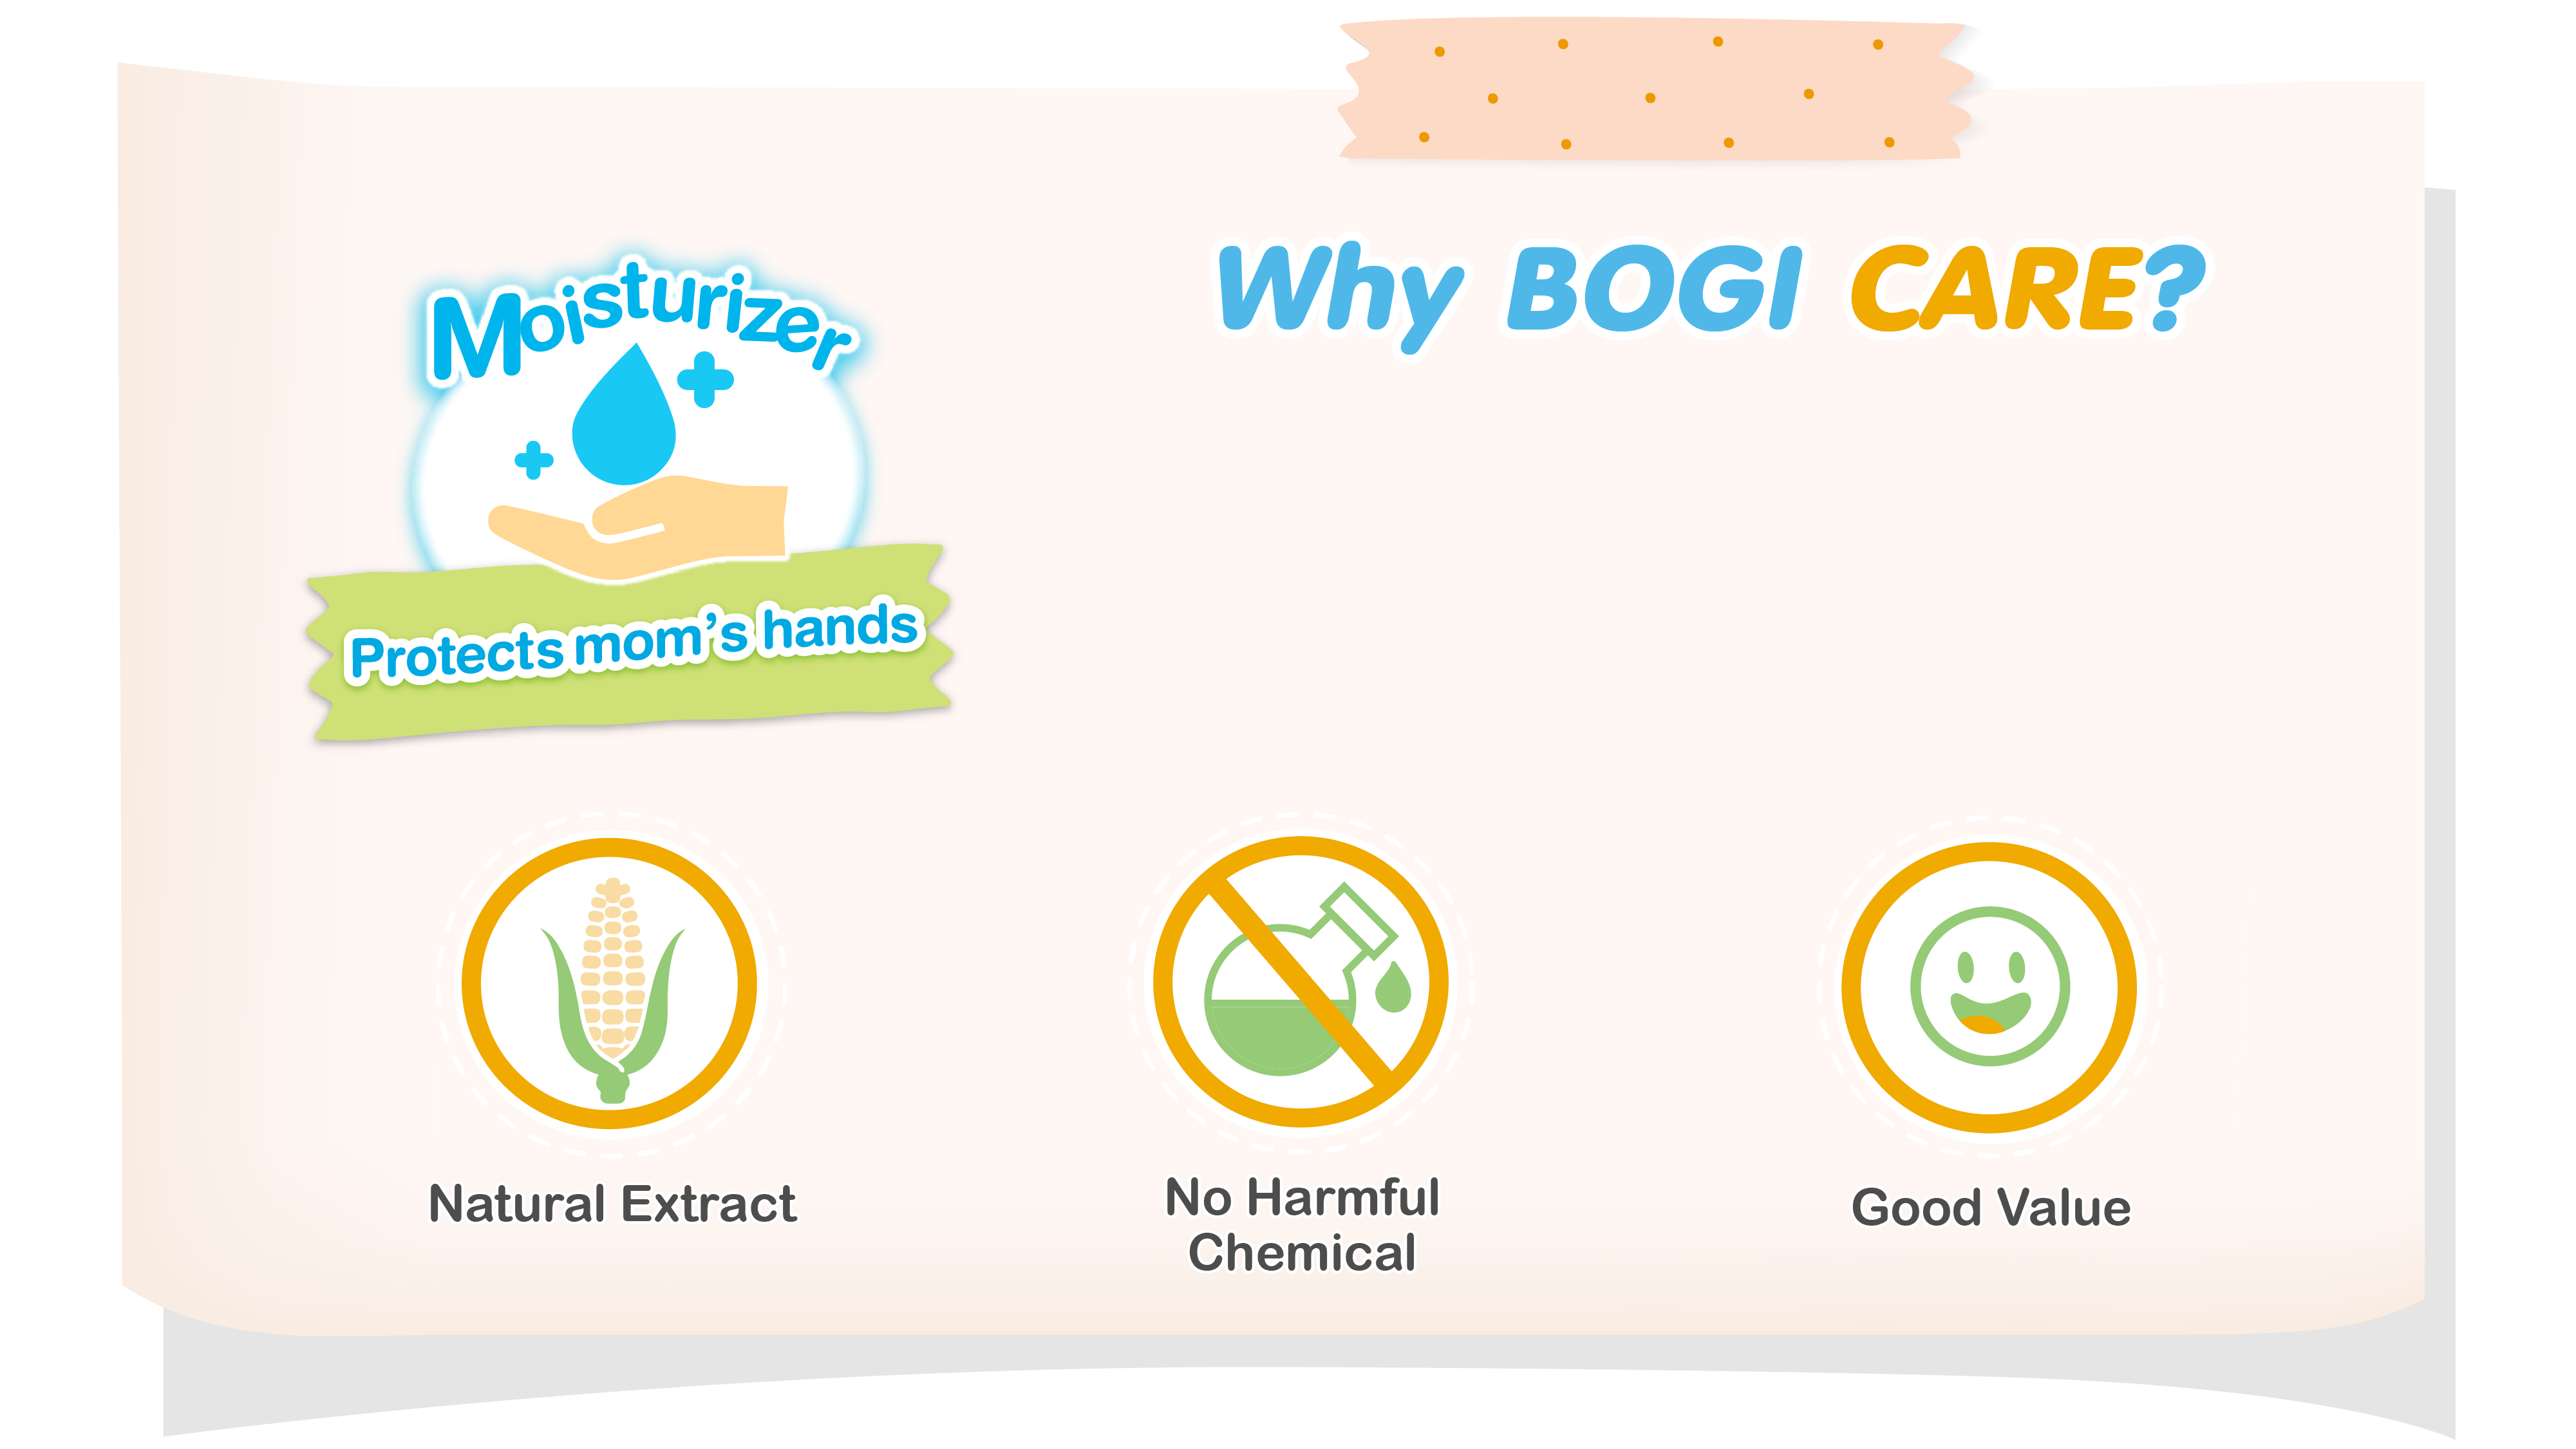 Moisturizer
Protects mom's hands
Why BOGI CARE?
Natural Extract
No Harmful
Chemical
Good Value